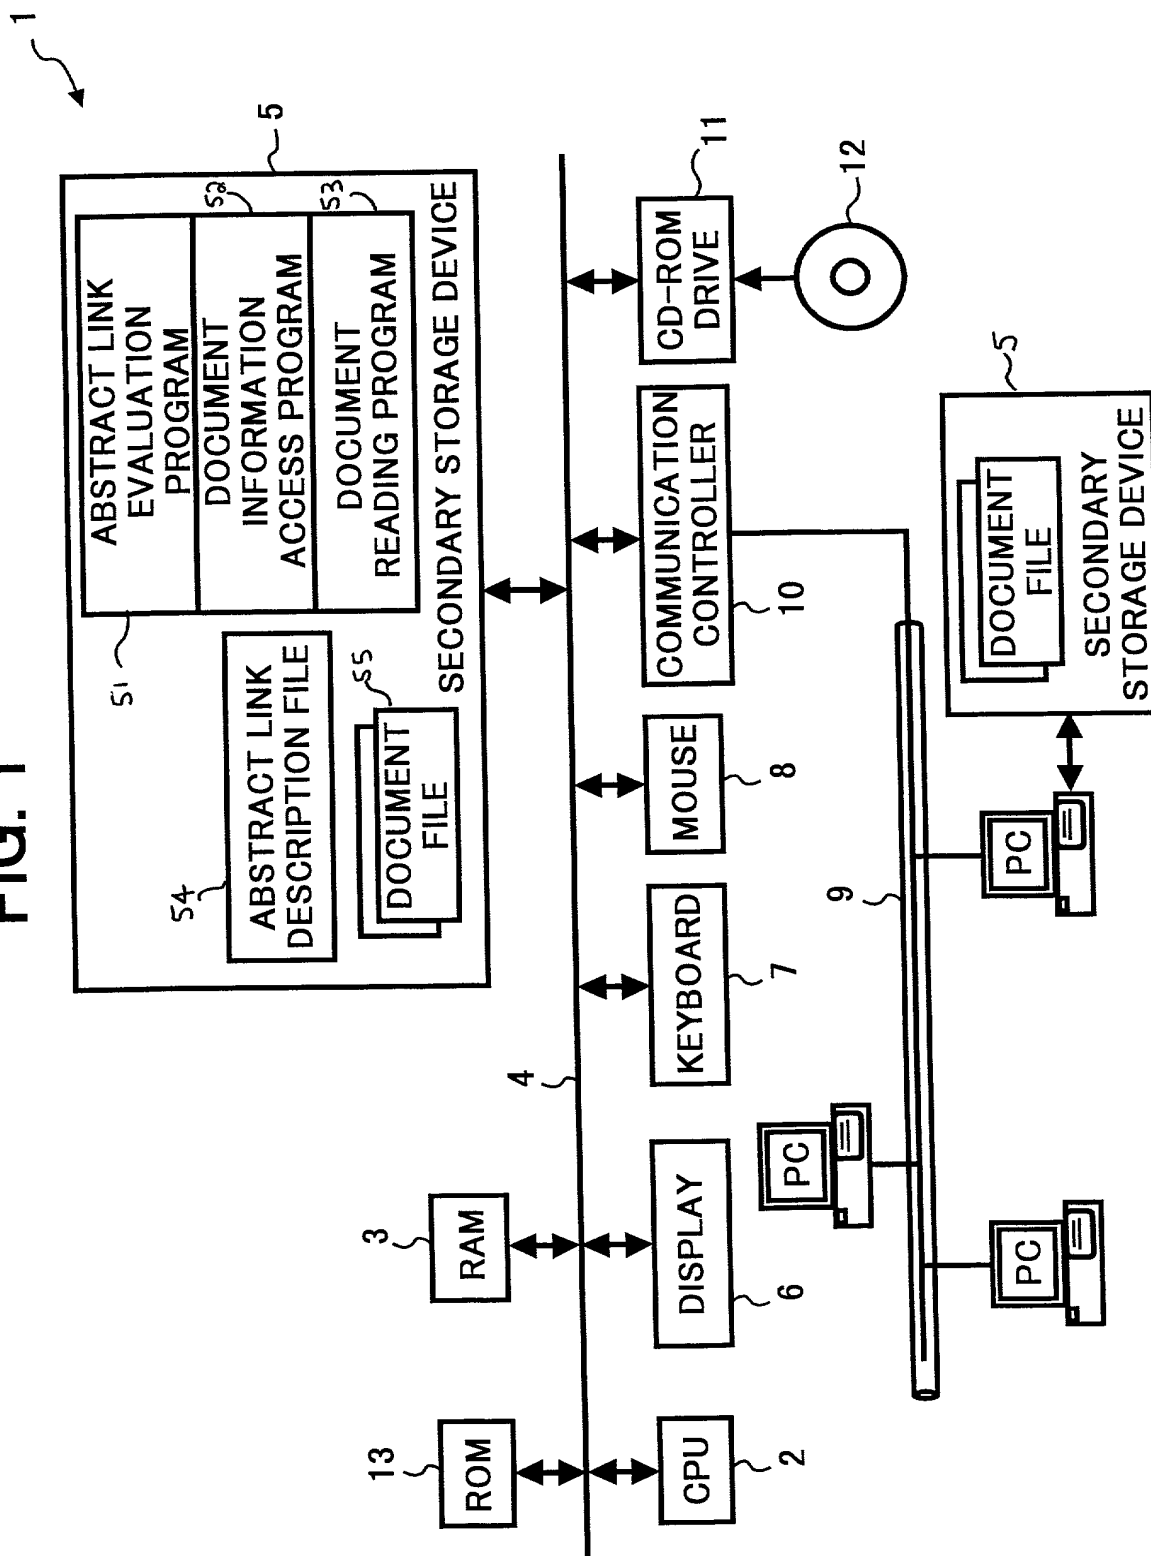 FIG. 1
1
5
51
ABSTRACT LINK
EVALUATION
PROGRAM
52
DOCUMENT
INFORMATION
ACCESS PROGRAM
53
DOCUMENT
READING PROGRAM
54
ABSTRACT LINK
DESCRIPTION FILE
55
DOCUMENT
FILE
SECONDARY STORAGE DEVICE
13
ROM
3
RAM
4
CPU
2
DISPLAY
6
KEYBOARD
7
MOUSE
8
COMMUNICATION
CONTROLLER
10
CD-ROM
DRIVE
11
12
9
PC
PC
PC
5
DOCUMENT
FILE
SECONDARY
STORAGE DEVICE